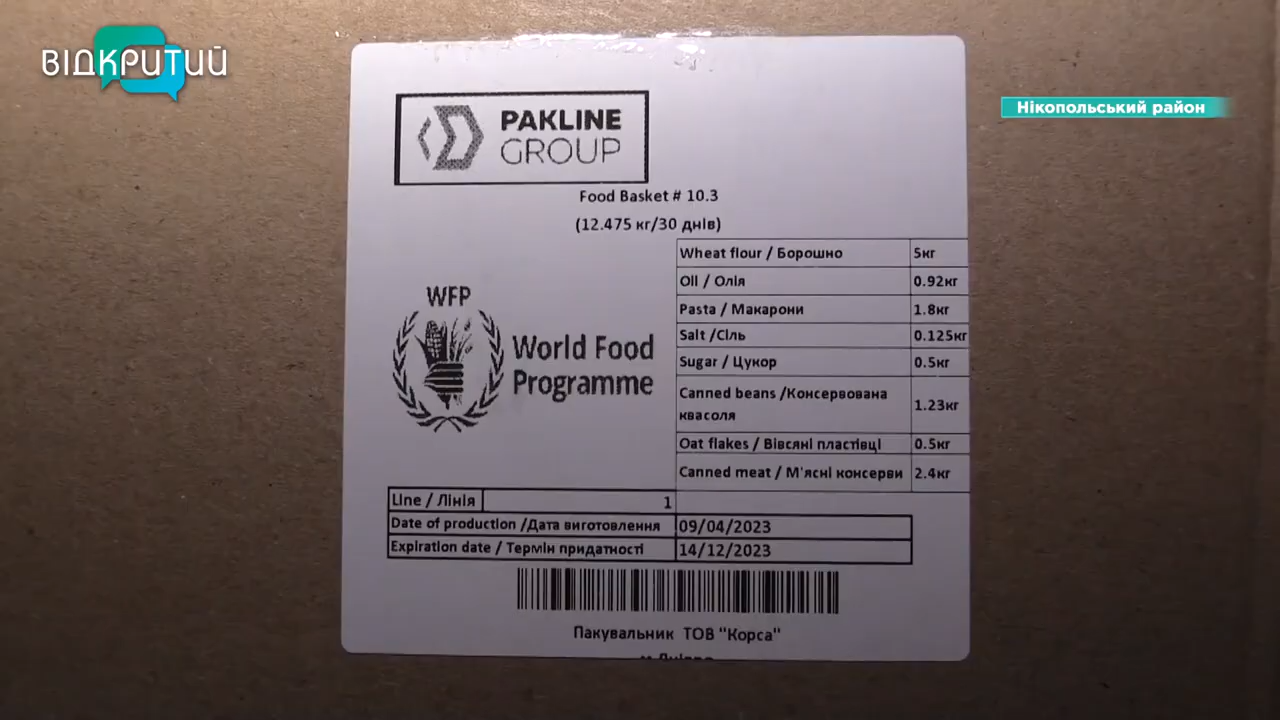 ВІДКРИТИЙ
Нікопольський район
PAKLINE
GROUP
Food Basket # 10.3
(12.475 кг/30 днів)
Wheat flour / Борошно 5кг
Oil / Олія 0.92кг
Pasta / Макарони 1.8кг
Salt /Сіль 0.125кг
Sugar / Цукор 0.5кг
Canned beans /Консервована
квасоля 1.23кг
Oat flakes / Вівсяні пластівці 0.5кг
Canned meat / М'ясні консерви 2.4кг
WFP
World Food
Programme
Line / Лінія 1
Date of production /Дата виготовлення 09/04/2023
Expiration date / Термін придатності 14/12/2023
Пакувальник ТОВ "Корса"